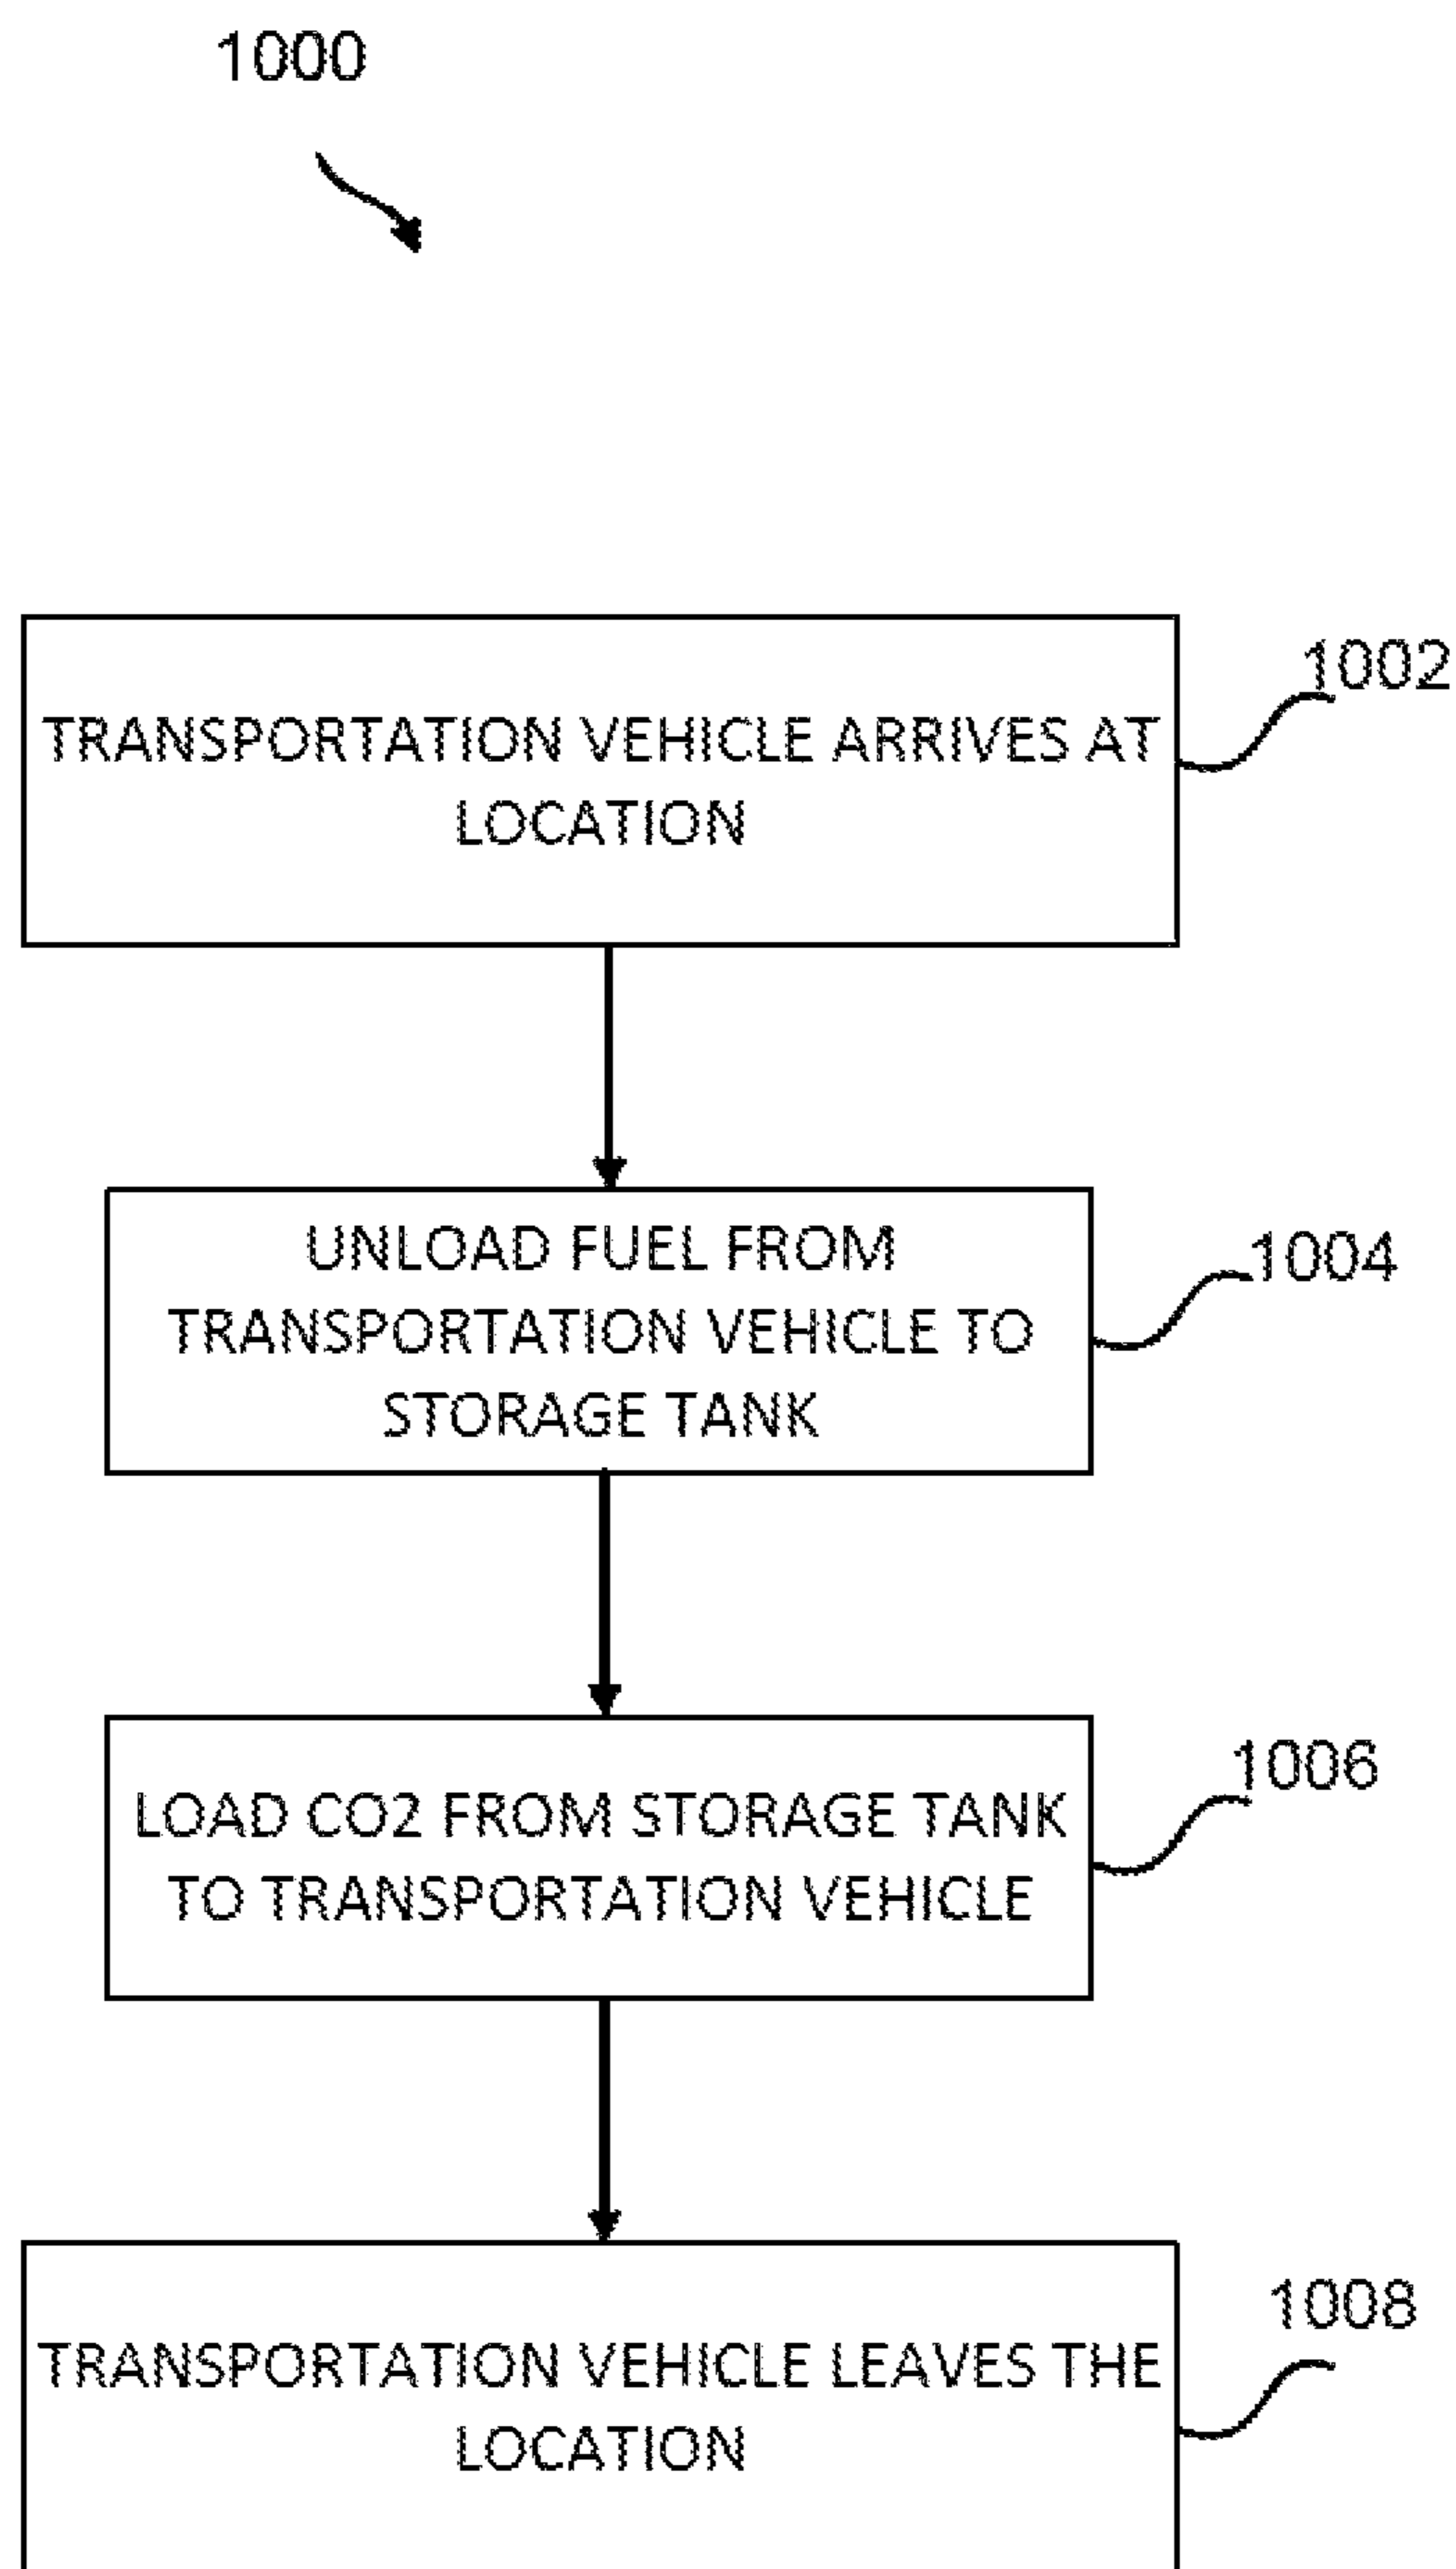 1000
TRANSPORTATION VEHICLE ARRIVES AT
LOCATION
1002
UNLOAD FUEL FROM
TRANSPORTATION VEHICLE TO
STORAGE TANK
1004
LOAD CO2 FROM STORAGE TANK
TO TRANSPORTATION VEHICLE
1006
TRANSPORTATION VEHICLE LEAVES THE
LOCATION
1008